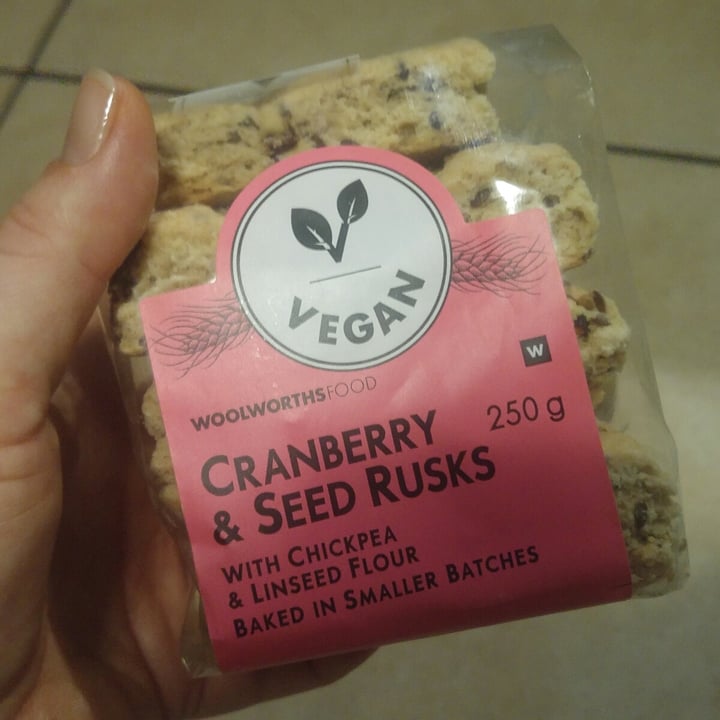 VEGAN
W
WOOLWORTHSFOOD
250 g
CRANBERRY
& SEED RUSKS
WITH CHICKPEA
& LINSEED FLOUR
BAKED IN SMALLER BATCHES